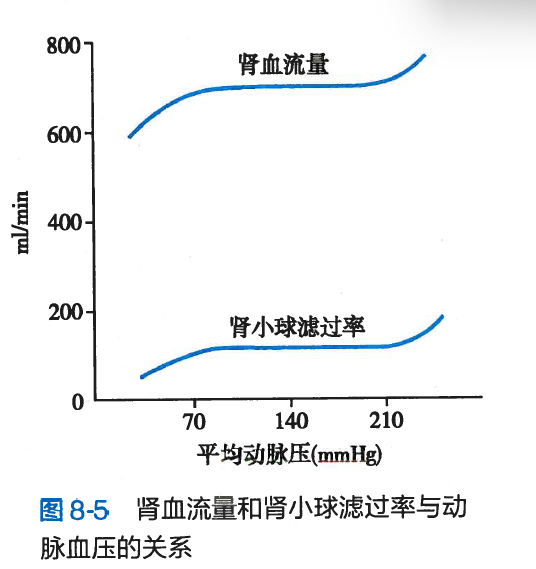 800
肾血流量
600
ml/min
400
200
肾小球滤过率
0
70 140 210
平均动脉压(mmHg)
图 8-5 肾血流量和肾小球滤过率与动
脉血压的关系